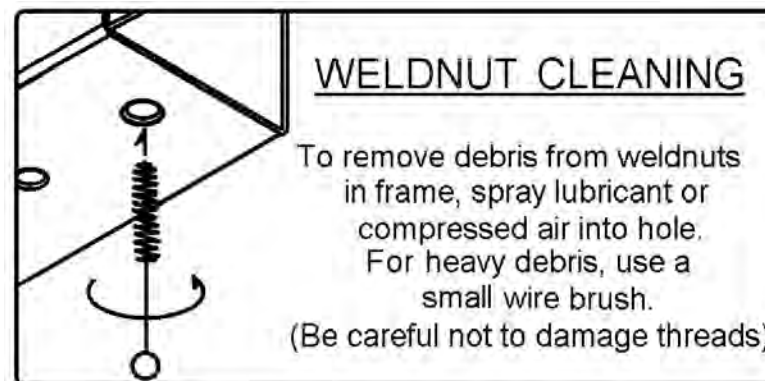 WELDNUT CLEANING
To remove debris from weldnuts
in frame, spray lubricant or
compressed air into hole.
For heavy debris, use a
small wire brush.
(Be careful not to damage threads)